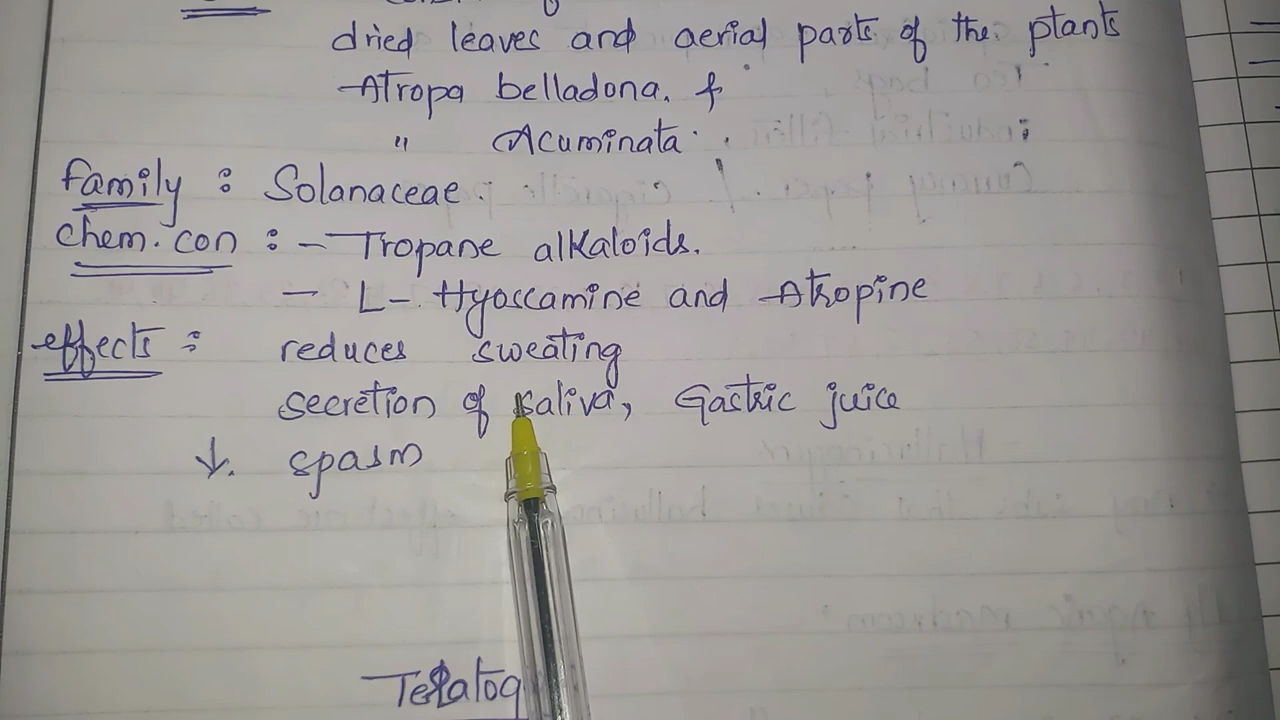 dried leaves and aerial parts of the plants
Atropa belladona. &
" Acuminata
family : Solanaceae.
chem. con : - Tropane alkaloids.
- L- Hyoscamine and Atropine
effects : reduces sweating
secretion of saliva, Gastric juice
↓. spasm